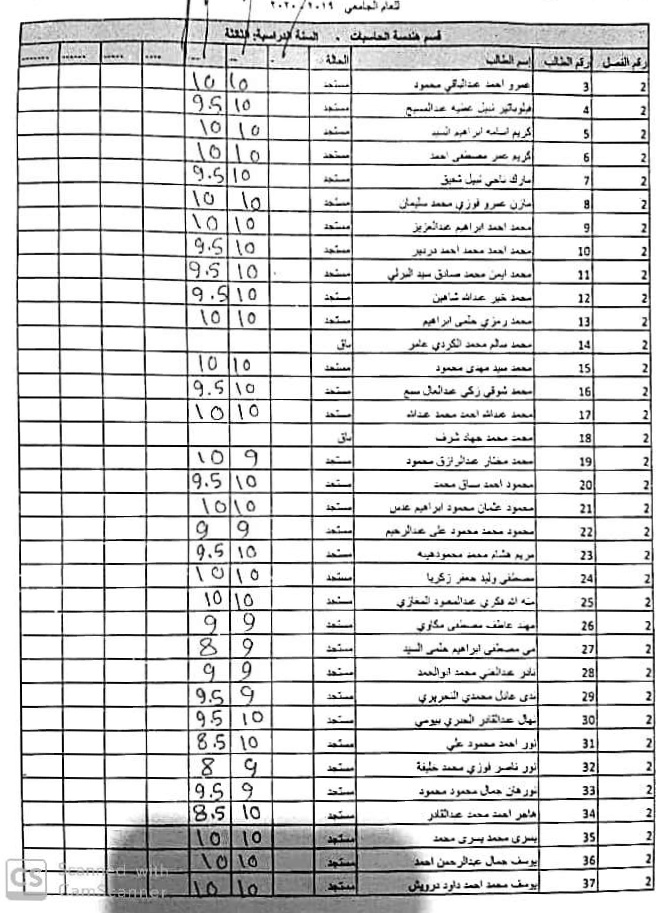 للعام الجامعي ٢٠١٩ / ٢٠٢٠
قسم هندسة الحاسبات . السنة الدراسية: الثالثة
رقم الفصل رقم الطالب إسم الطالب الحالة
2 3 عمرو احمد عبدالباقي محمود مستجد 10 10
2 4 فيلوباتير نبيل عطيه عبدالمسيح مستجد 10 9.5
2 5 كريم اسامه ابراهيم السيد مستجد 10 10
2 6 كريم عمر مصطفى احمد مستجد 10 10
2 7 مارك ناجي نبيل شفيق مستجد 10 9.5
2 8 مازن عمرو فوزي محمد سليمان مستجد 10 10
2 9 محمد احمد ابراهيم عبدالعزيز مستجد 10 10
2 10 محمد احمد محمد احمد دردير مستجد 10 9.5
2 11 محمد ايمن محمد صادق سيد البرلي مستجد 10 9.5
2 12 محمد خير عبدالله شاهين مستجد 10 9.5
2 13 محمد رمزي حلمى ابراهيم مستجد 10 10
2 14 محمد سالم محمد الكردي عامر باق
2 15 محمد سيد مهدى محمود مستجد 10 10
2 16 محمد شوقي زكى عبدالعال سبع مستجد 10 9.5
2 17 محمد عبدالله احمد محمد عبدالله مستجد 10 10
2 18 محمد محمد جهاد شرف باق
2 19 محمد مختار عبدالرازق محمود مستجد 9 10
2 20 محمود احمد سباق محمد مستجد 10 9.5
2 21 محمود عثمان محمود ابراهيم عدس مستجد 10 10
2 22 محمود محمد محمود على عبدالرحيم مستجد 9 9
2 23 مريم هشام محمد محمودهيبه مستجد 10 9.5
2 24 مصطفى وليد جعفر زكريا مستجد 10 10
2 25 منه الله فكري عبدالمحمود المغازي مستجد 10 10
2 26 مهند عاطف مصطفى مكاوي مستجد 9 9
2 27 مى مصطفى ابراهيم حلمى السيد مستجد 9 8
2 28 نادر عبدالغني محمد ابوالحمد مستجد 9 9
2 29 ندى عادل محمدي النحريري مستجد 9 9.5
2 30 نهال عبدالقادر الجبري بيومي مستجد 10 9.5
2 31 نور احمد محمود علي مستجد 10 8.5
2 32 نور ناصر فوزي محمد خليفة مستجد 9 8
2 33 نورهان جمال محمود محمود مستجد 9 9.5
2 34 هاجر احمد محمد عبدالقادر مستجد 10 8.5
2 35 يسرى محمد يسرى محمد مستجد 10 10
2 36 يوسف جمال عبدالرحمن احمد مستجد 10 10
2 37 يوسف محمد احمد داود درويش مستجد 10 10
CS Scanned with
CamScanner